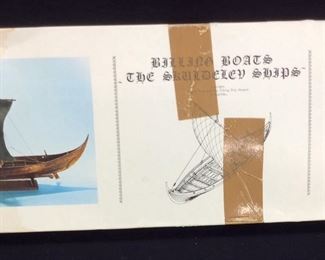 BILLING BOATS
"THE SKULDELEV SHIPS"